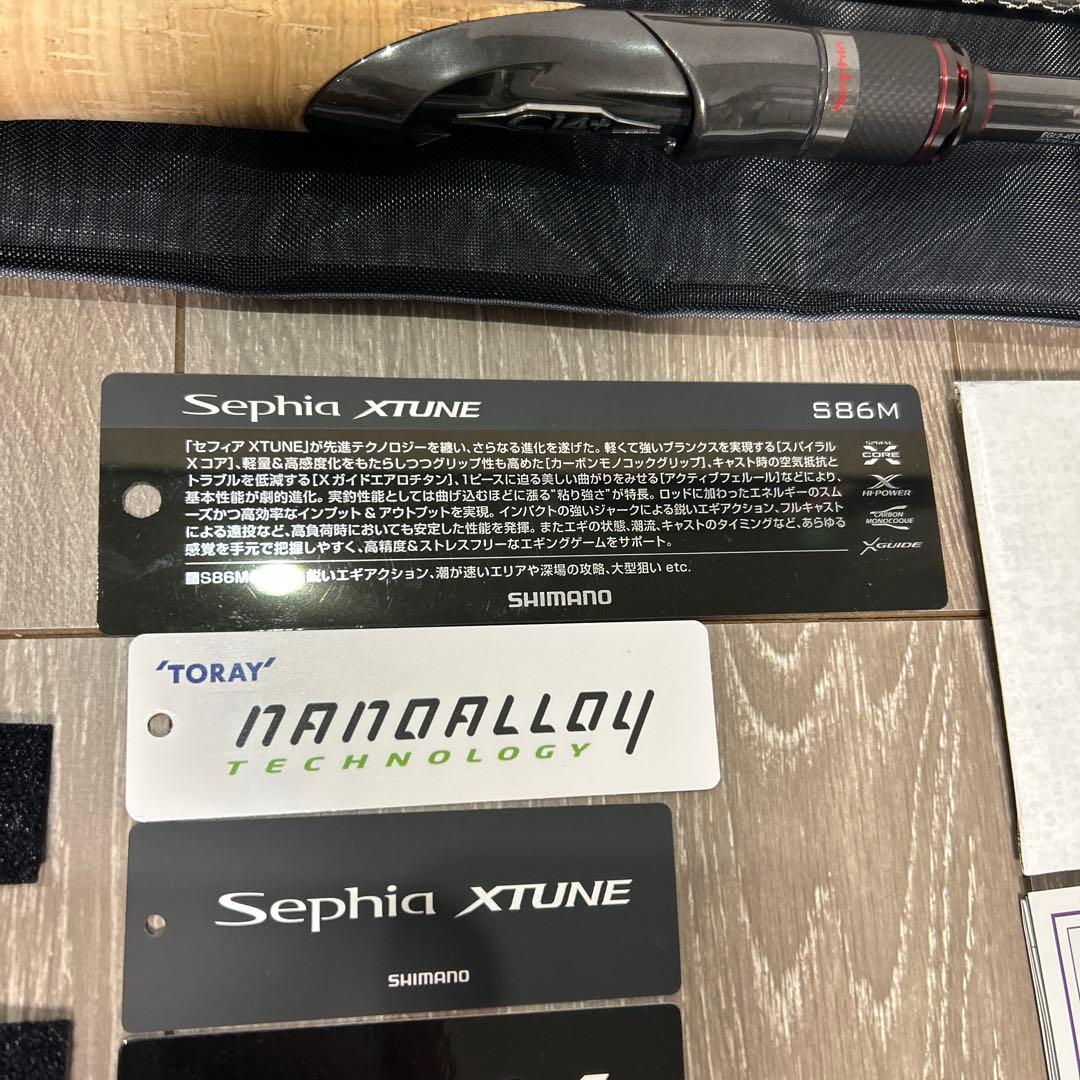 CI4+
Sephia
EGI 2-4G
Sephia XTUNE
S86M
「セフィア XTUNE」が先進テクノロジーを纏い、さらなる進化を遂げた。軽くて強いブランクスを実現する[スパイラル
Xコア]、軽量&高感度化をもたらしつつグリップ性も高めた[カーボンモノコックグリップ]、キャスト時の空気抵抗と
トラブルを低減する[Xガイドエアロチタン]、1ピースに迫る美しい曲がりをみせる[アクティブフェルール]などにより、
基本性能が劇的進化。実釣性能としては曲げ込むほどに漲る"粘り強さ"が特長。ロッドに加わったエネルギーのスム
ーズかつ高効率なインプット&アウトプットを実現。インパクトの強いジャークによる鋭いエギアクション、フルキャスト
による遠投など、高負荷時においても安定した性能を発揮。またエギの状態、潮流、キャストのタイミングなど、あらゆる
感覚を手元で把握しやすく、高精度&ストレスフリーなエギングゲームをサポート。
S86M 鋭いエギアクション、潮が速いエリアや深場の攻略、大型狙い etc.
SPIRAL
X
CORE
X
HI-POWER
CARBON
MONOCOQUE
XGUIDE
SHIMANO
'TORAY'
NANOALLOY
TECHNOLOGY
Sephia XTUNE
SHIMANO